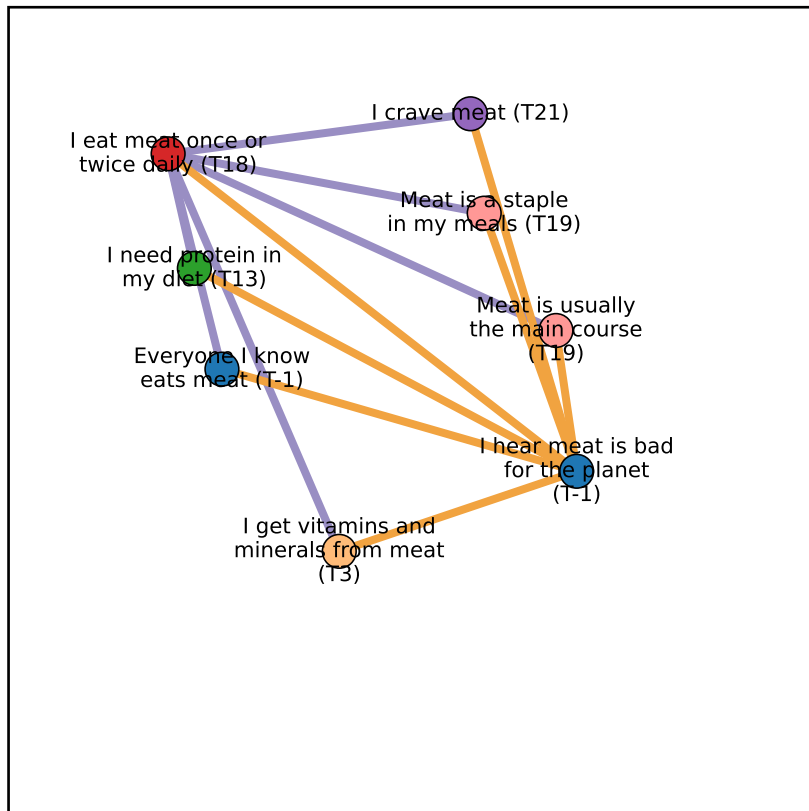 I crave meat (T21)
I eat meat once or
twice daily (T18)
Meat is a staple
in my meals (T19)
I need protein in
my diet (T13)
Meat is usually
the main course
(T19)
Everyone I know
eats meat (T-1)
I hear meat is bad
for the planet
(T-1)
I get vitamins and
minerals from meat
(T3)